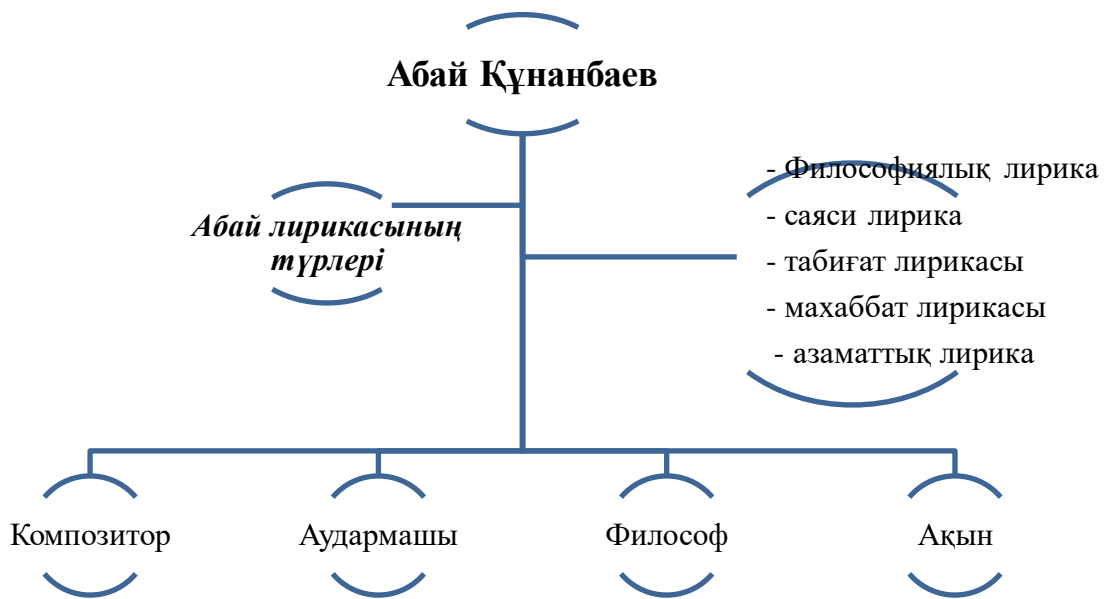 Абай Құнанбаев
Абай лирикасының
түрлері
- Философиялық лирика
- саяси лирика
- табиғат лирикасы
- махаббат лирикасы
- азаматтық лирика
Композитор
Аудармашы
Философ
Ақын